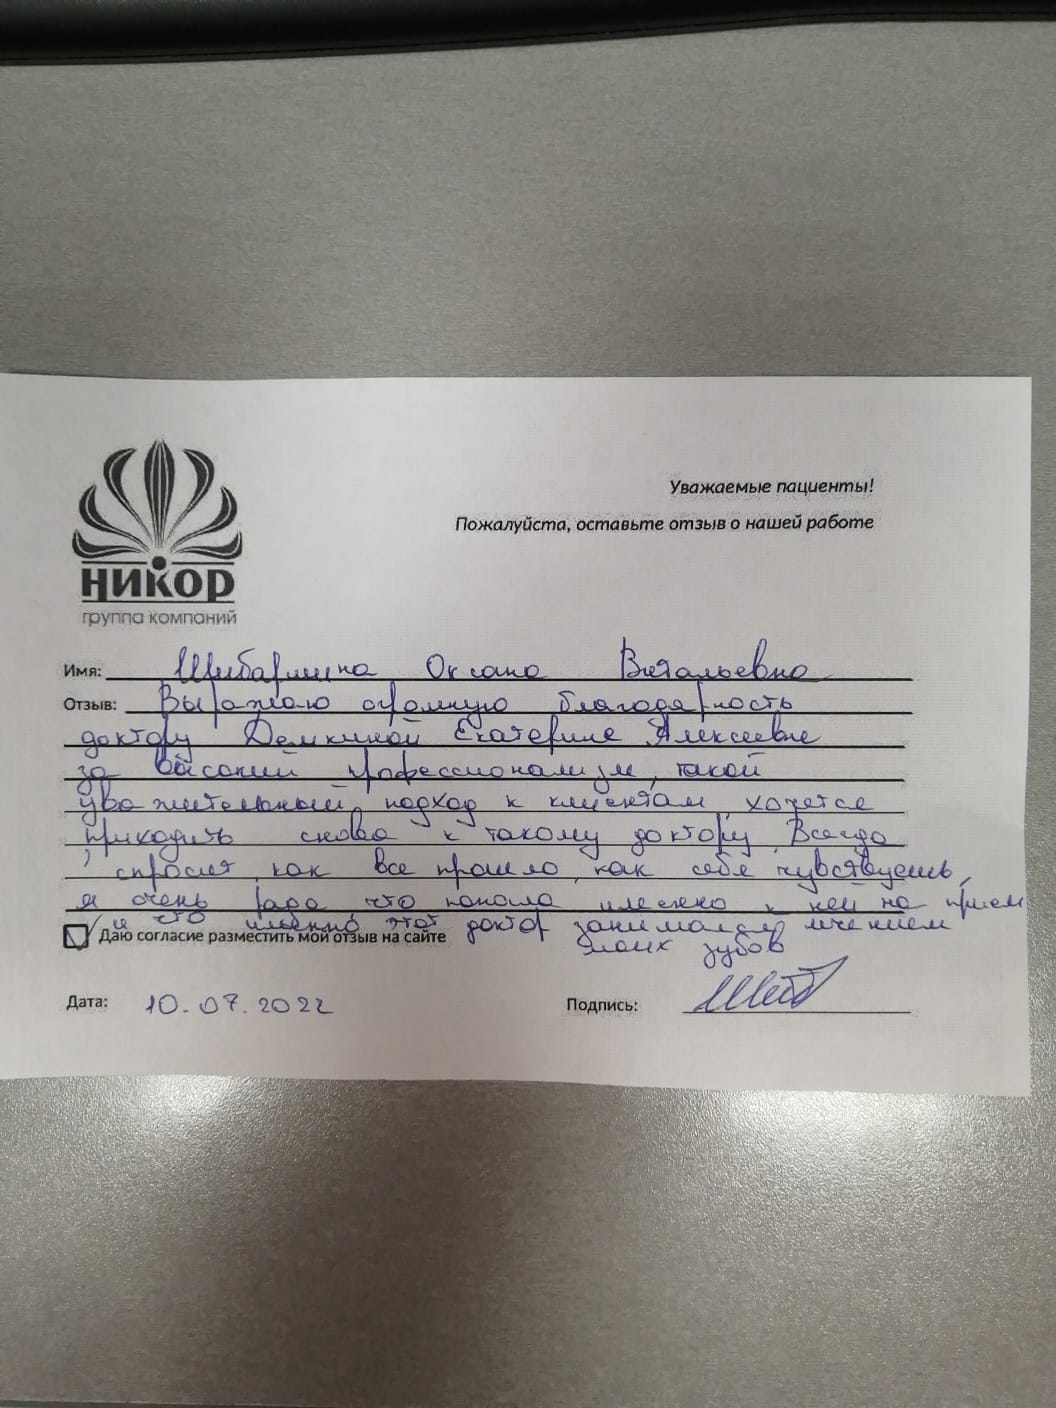 Уважаемые пациенты!
Пожалуйста, оставьте отзыв о нашей работе
НИКОР
группа компаний
Имя: Оксана Витальевна
Отзыв: Выражаю огромную благодарность
доктору Демкиной Екатерине Алексеевне
за высокий профессионализм, такой
уважительный подход к клиентам, хочется
приходить снова к такому доктору. Всегда
спросит, как все прошло, как себя чувствуешь,
я очень рада что попала именно к ней на прием
и что именно этот доктор занимался лечением
моих зубов
Даю согласие разместить мой отзыв на сайте
Дата: 10.07.2022
Подпись: